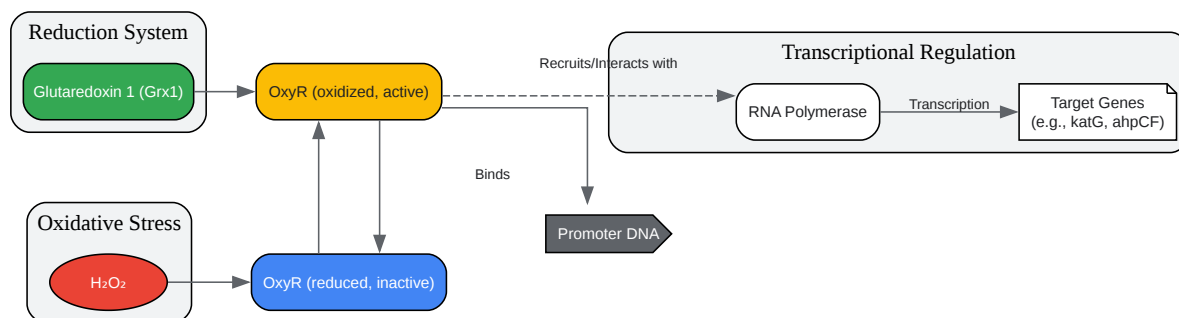 Reduction System
Glutaredoxin 1 (Grx1)
OxyR (oxidized, active)
Recruits/Interacts with
Transcriptional Regulation
RNA Polymerase
Transcription
Target Genes
(e.g., katG, ahpCF)
Binds
Promoter DNA
Oxidative Stress
H₂O₂
OxyR (reduced, inactive)